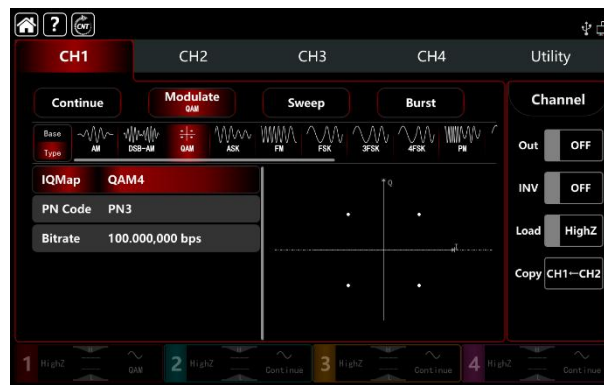 ? CNT
CH1 CH2 CH3 CH4 Utility
Continue Modulate Sweep Burst Channel
QAM
Base
Type AM DSB-AM QAM ASK FM FSK 3FSK 4FSK PM
Out OFF
IQMap QAM4
INV OFF
PN Code PN3
Bitrate 100.000,000 bps
Q
I
Load HighZ
Copy CH1←CH2
1 HighZ QAM 2 HighZ Continue 3 HighZ Continue 4 HighZ Continue